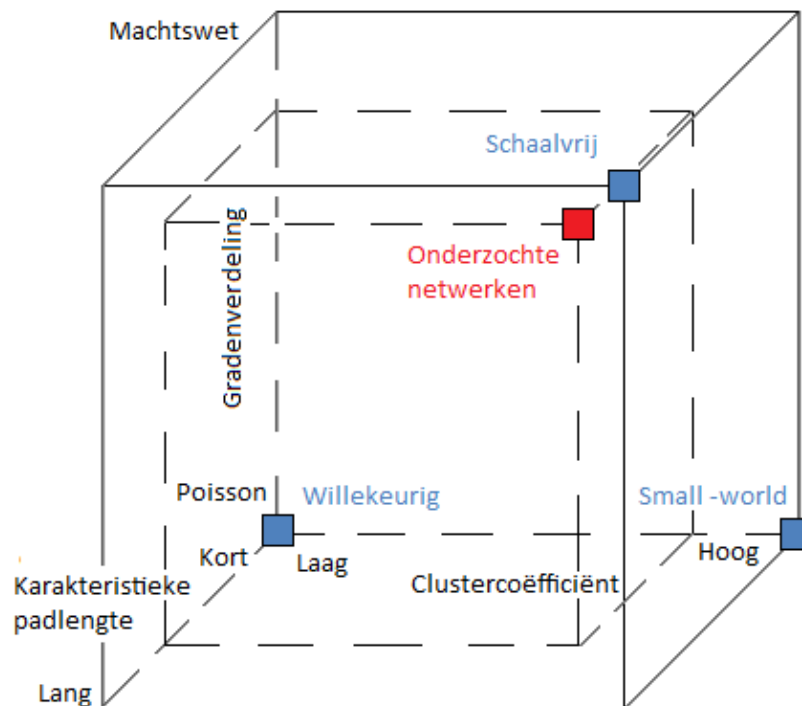 Machtswet
Schaalvrij
Gradenverdeling
Onderzochte
netwerken
Poisson
Willekeurig
Small -world
Kort
Laag
Hoog
Karakteristieke
padlengte
Clustercoëfficiënt
Lang